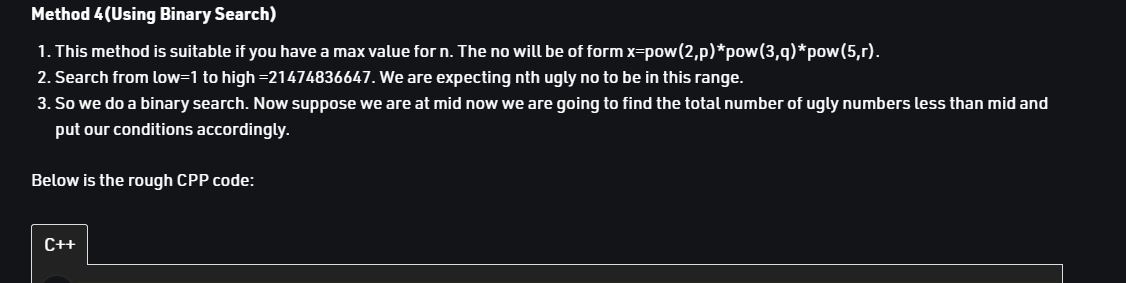 Method 4(Using Binary Search)
1. This method is suitable if you have a max value for n. The no will be of form x=pow(2,p)*pow(3,q)*pow(5,r).
2. Search from low=1 to high =21474836647. We are expecting nth ugly no to be in this range.
3. So we do a binary search. Now suppose we are at mid now we are going to find the total number of ugly numbers less than mid and
put our conditions accordingly.
Below is the rough CPP code:
C++